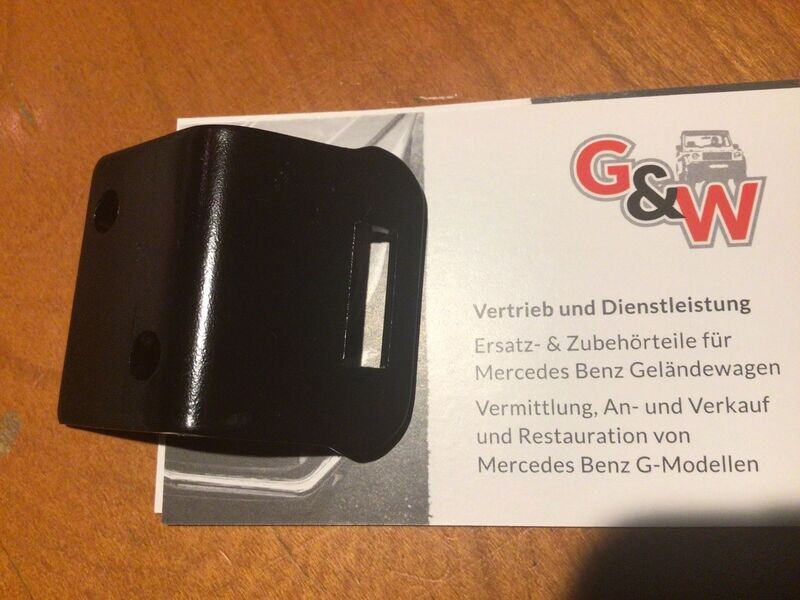 G&W
Vertrieb und Dienstleistung
Ersatz- & Zubehörteile für
Mercedes Benz Geländewagen
Vermittlung, An- und Verkauf
und Restauration von
Mercedes Benz G-Modellen